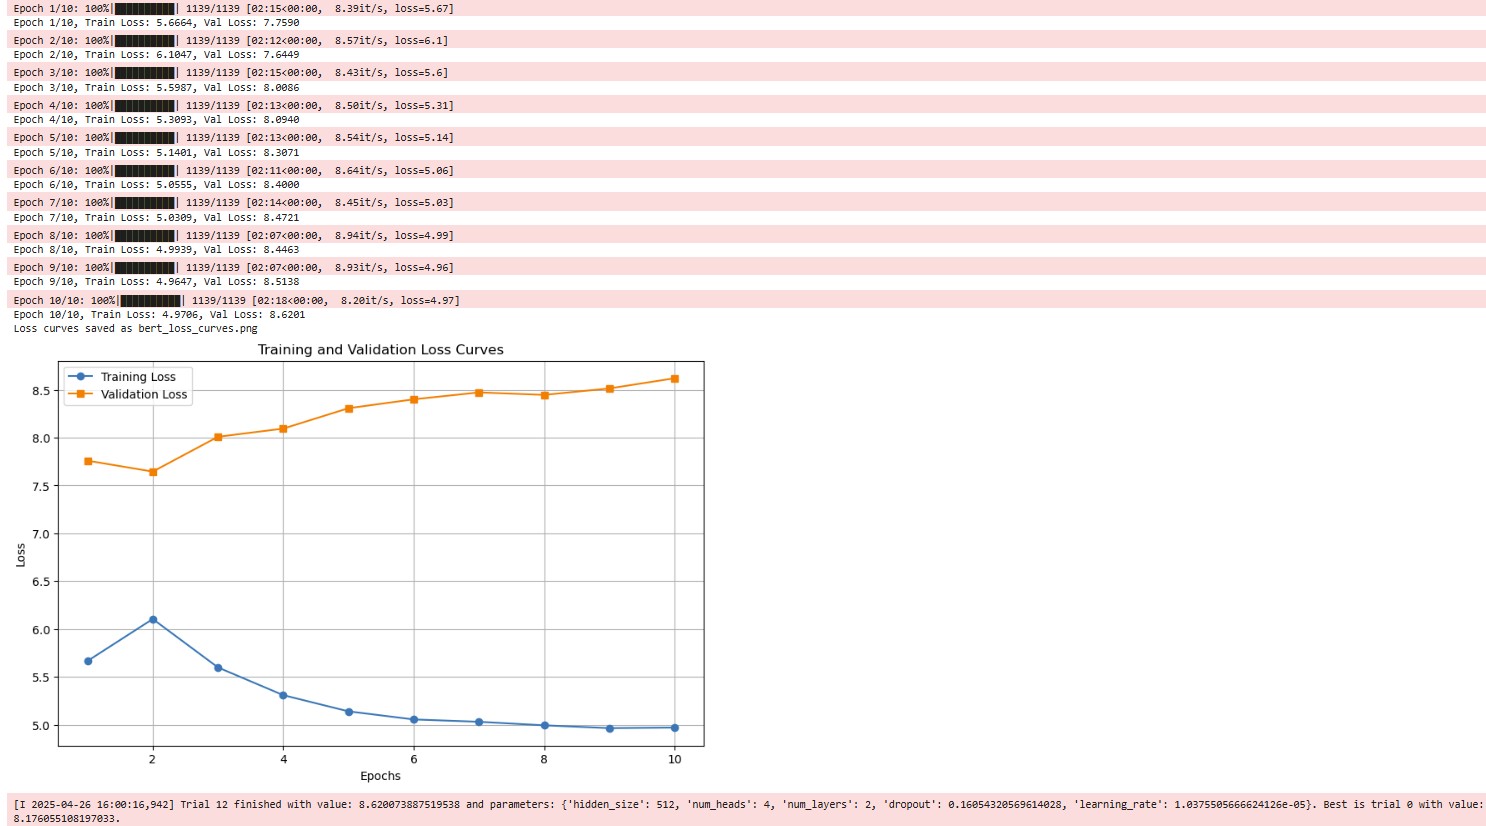 Epoch 1/10: 100%|██████████| 1139/1139 [02:15<00:00,  8.39it/s, loss=5.67]
Epoch 1/10, Train Loss: 5.6664, Val Loss: 7.7590
Epoch 2/10: 100%|██████████| 1139/1139 [02:12<00:00,  8.57it/s, loss=6.1]
Epoch 2/10, Train Loss: 6.1047, Val Loss: 7.6449
Epoch 3/10: 100%|██████████| 1139/1139 [02:15<00:00,  8.43it/s, loss=5.6]
Epoch 3/10, Train Loss: 5.5987, Val Loss: 8.0086
Epoch 4/10: 100%|██████████| 1139/1139 [02:13<00:00,  8.50it/s, loss=5.31]
Epoch 4/10, Train Loss: 5.3093, Val Loss: 8.0940
Epoch 5/10: 100%|██████████| 1139/1139 [02:13<00:00,  8.54it/s, loss=5.14]
Epoch 5/10, Train Loss: 5.1401, Val Loss: 8.3071
Epoch 6/10: 100%|██████████| 1139/1139 [02:11<00:00,  8.64it/s, loss=5.06]
Epoch 6/10, Train Loss: 5.0555, Val Loss: 8.4000
Epoch 7/10: 100%|██████████| 1139/1139 [02:14<00:00,  8.45it/s, loss=5.03]
Epoch 7/10, Train Loss: 5.0309, Val Loss: 8.4721
Epoch 8/10: 100%|██████████| 1139/1139 [02:07<00:00,  8.94it/s, loss=4.99]
Epoch 8/10, Train Loss: 4.9939, Val Loss: 8.4463
Epoch 9/10: 100%|██████████| 1139/1139 [02:07<00:00,  8.93it/s, loss=4.96]
Epoch 9/10, Train Loss: 4.9647, Val Loss: 8.5138
Epoch 10/10: 100%|██████████| 1139/1139 [02:18<00:00,  8.20it/s, loss=4.97]
Epoch 10/10, Train Loss: 4.9706, Val Loss: 8.6201
Loss curves saved as bert_loss_curves.png
Training and Validation Loss Curves
Training Loss
Validation Loss
8.5
8.0
7.5
7.0
6.5
6.0
5.5
5.0
Loss
2 4 6 8 10
Epochs
[I 2025-04-26 16:00:16,942] Trial 12 finished with value: 8.620073887519538 and parameters: {'hidden_size': 512, 'num_heads': 4, 'num_layers': 2, 'dropout': 0.16054320569614028, 'learning_rate': 1.0375505666624126e-05}. Best is trial 0 with value:
8.176055108197033.